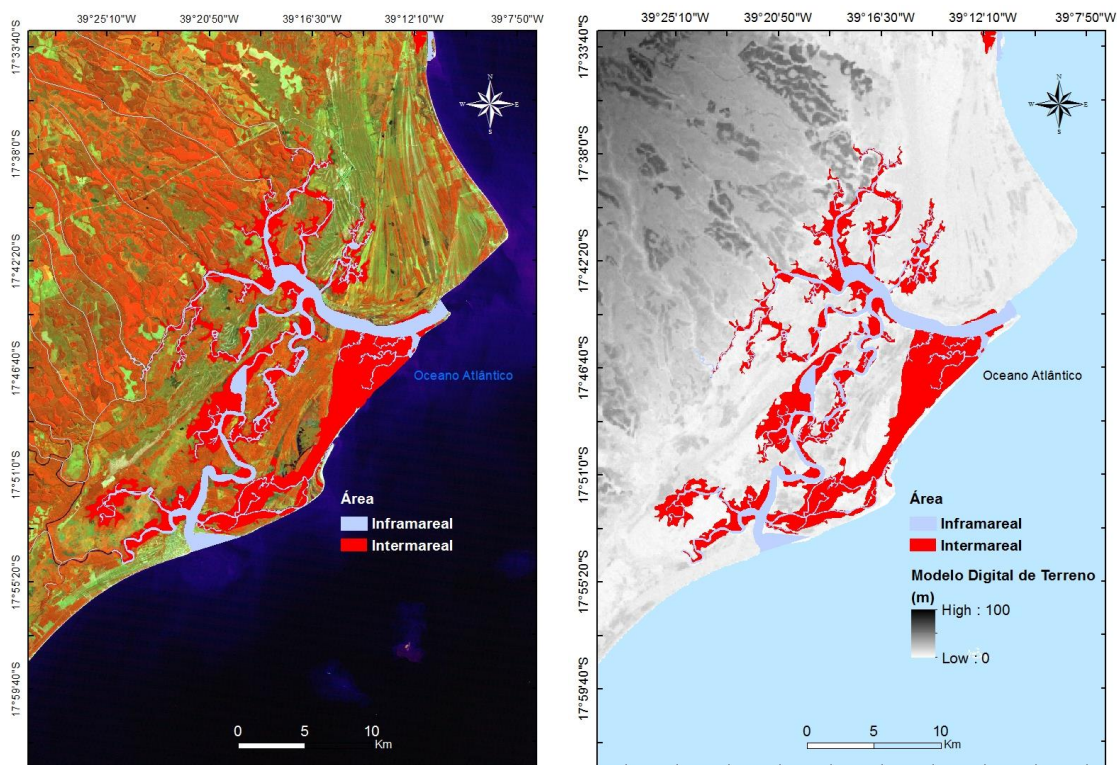 39°25'10"W 39°20'50"W 39°16'30"W 39°12'10"W 39°7'50"W
17°33'40"S
17°38'0"S
17°42'20"S
17°46'40"S
17°51'0"S
17°55'20"S
17°59'40"S
N
W E
S
Oceano Atlântico
Área
Inframareal
Intermareal
0 5 10
Km
39°25'10"W 39°20'50"W 39°16'30"W 39°12'10"W 39°7'50"W
17°33'40"S
17°38'0"S
17°42'20"S
17°46'40"S
17°51'0"S
17°55'20"S
17°59'40"S
N
W E
S
Oceano Atlântico
Área
Inframareal
Intermareal
Modelo Digital de Terreno
(m)
High : 100
Low : 0
0 5 10
Km